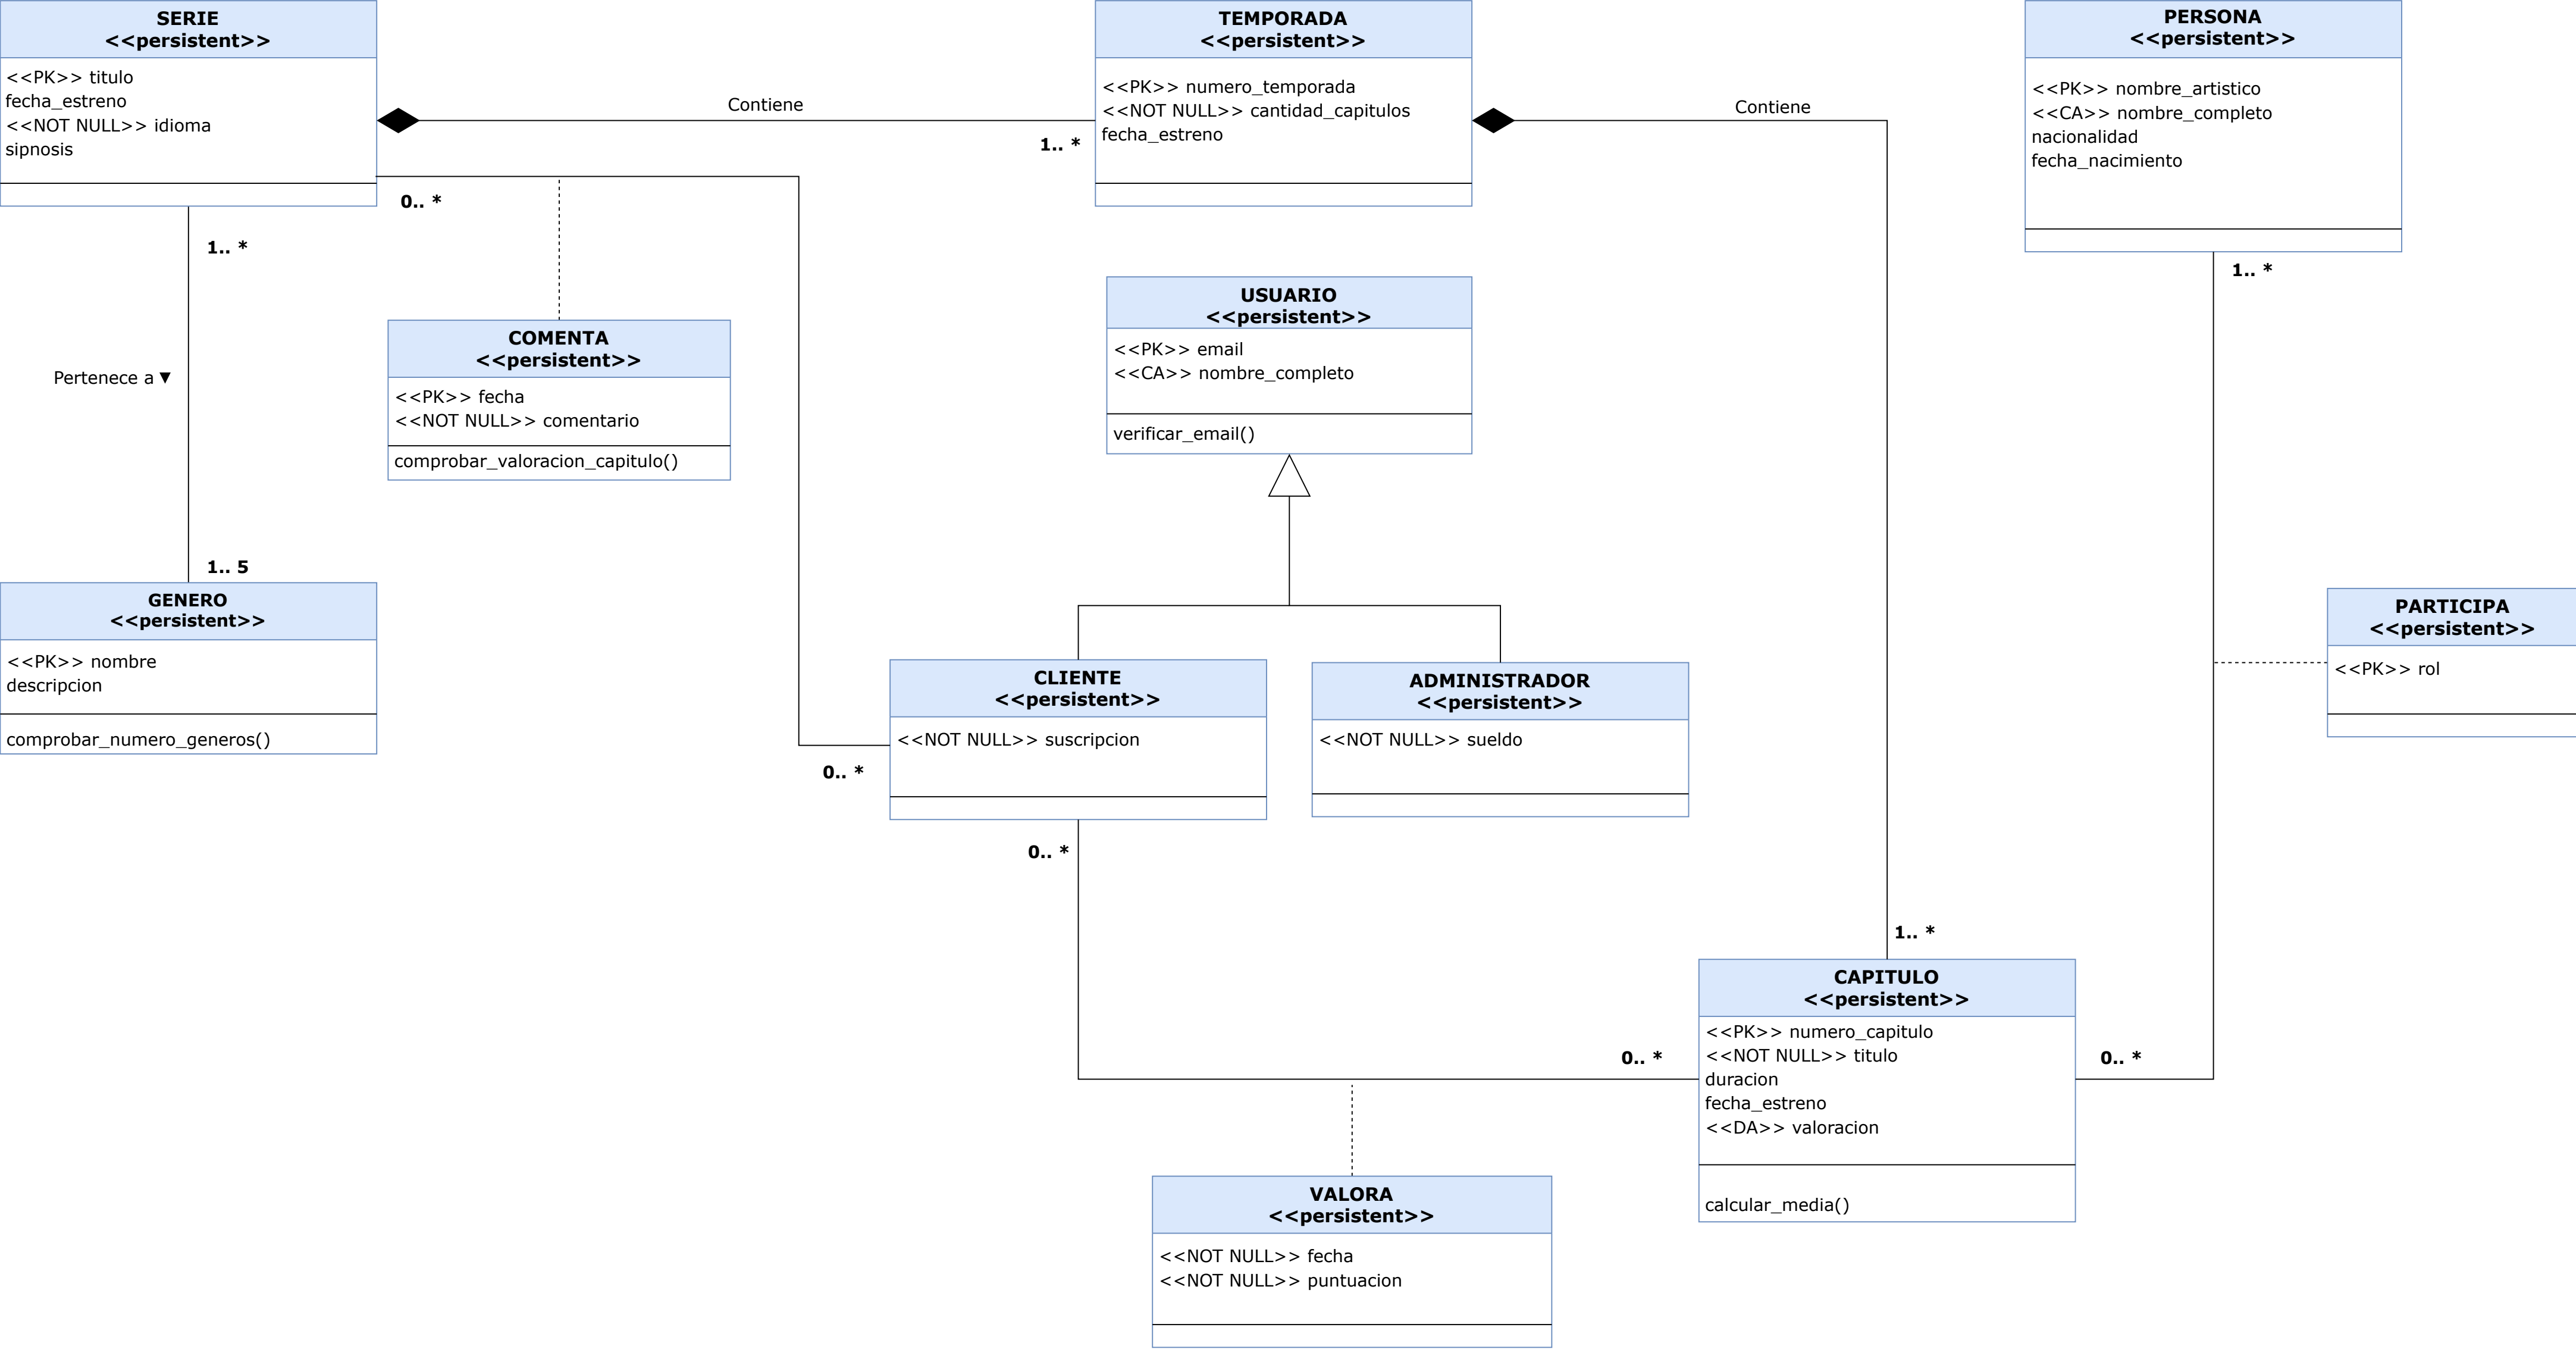 SERIE
<<persistent>>
<<PK>> titulo
fecha_estreno
<<NOT NULL>> idioma
sipnosis
Contiene
1.. *
TEMPORADA
<<persistent>>
<<PK>> numero_temporada
<<NOT NULL>> cantidad_capitulos
fecha_estreno
Contiene
PERSONA
<<persistent>>
<<PK>> nombre_artistico
<<CA>> nombre_completo
nacionalidad
fecha_nacimiento
0.. *
1.. *
1.. *
Pertenece a ▼
COMENTA
<<persistent>>
<<PK>> fecha
<<NOT NULL>> comentario
comprobar_valoracion_capitulo()
USUARIO
<<persistent>>
<<PK>> email
<<CA>> nombre_completo
verificar_email()
1.. 5
GENERO
<<persistent>>
<<PK>> nombre
descripcion
comprobar_numero_generos()
0.. *
CLIENTE
<<persistent>>
<<NOT NULL>> suscripcion
ADMINISTRADOR
<<persistent>>
<<NOT NULL>> sueldo
PARTICIPA
<<persistent>>
<<PK>> rol
0.. *
1.. *
0.. *
CAPITULO
<<persistent>>
<<PK>> numero_capitulo
<<NOT NULL>> titulo
duracion
fecha_estreno
<<DA>> valoracion
calcular_media()
0.. *
VALORA
<<persistent>>
<<NOT NULL>> fecha
<<NOT NULL>> puntuacion